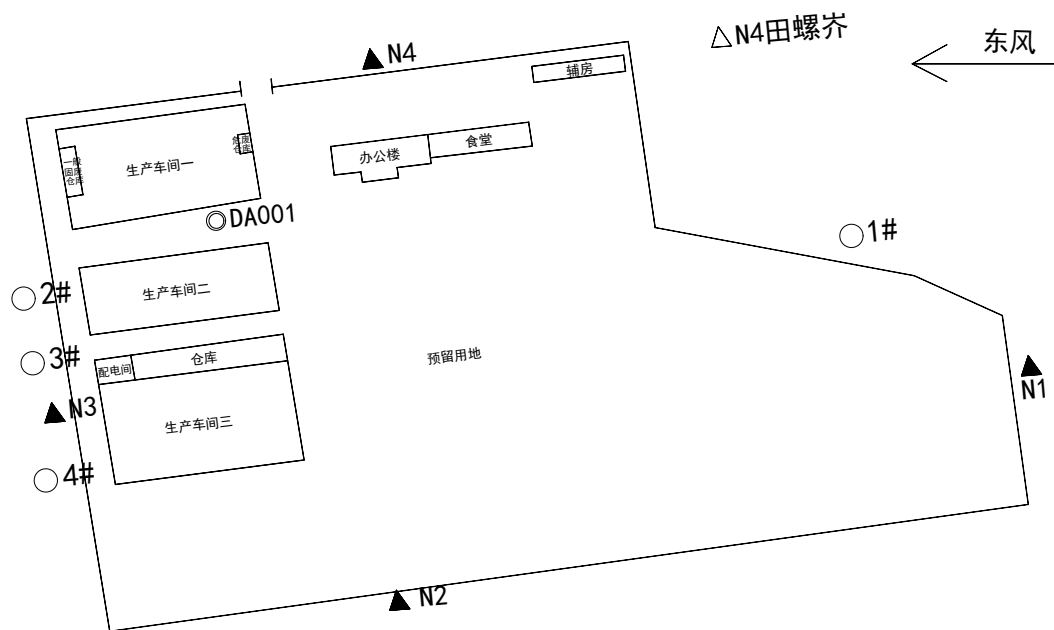 N4田螺岕
东风
N4
辅房
食堂
办公楼
危废
仓库
一般
固废
仓库
生产车间一
DA001
1#
2#
生产车间二
3#
仓库
配电间
预留用地
N1
N3
生产车间三
4#
N2